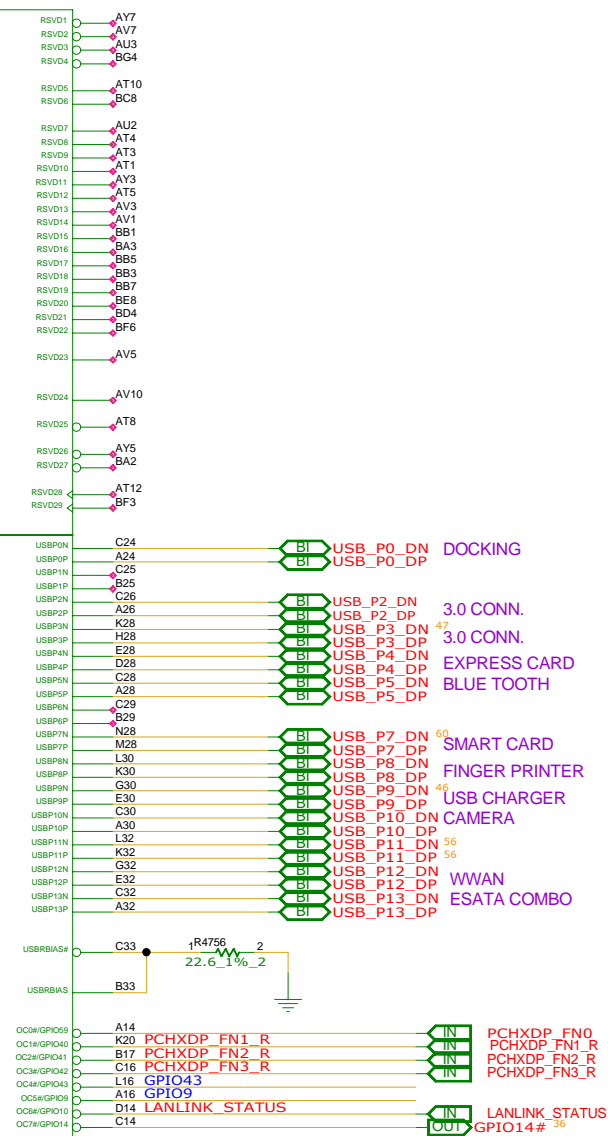 RSVD1 AY7
RSVD2 AV7
RSVD3 AU3
RSVD4 BG4
RSVD5 AT10
RSVD6 BC8
RSVD7 AU2
RSVD8 AT4
RSVD9 AT3
RSVD10 AT1
RSVD11 AY3
RSVD12 AT5
RSVD13 AV3
RSVD14 AV1
RSVD15 BB1
RSVD16 BA3
RSVD17 BB5
RSVD18 BB3
RSVD19 BB7
RSVD20 BE8
RSVD21 BD4
RSVD22 BF6
RSVD23 AV5
RSVD24 AV10
RSVD25 AT8
RSVD26 AY5
RSVD27 BA2
RSVD28 AT12
RSVD29 BF3
USBP0N C24 BI USB_P0_DN DOCKING
USBP0P A24 BI USB_P0_DP
USBP1N C25
USBP1P B25
USBP2N C26 BI USB_P2_DN
USBP2P A26 BI USB_P2_DP 3.0 CONN.
USBP3N K28 BI USB_P3_DN 47
USBP3P H28 BI USB_P3_DP 3.0 CONN.
USBP4N E28 BI USB_P4_DN
USBP4P D28 BI USB_P4_DP EXPRESS CARD
USBP5N C28 BI USB_P5_DN BLUE TOOTH
USBP5P A28 BI USB_P5_DP
USBP6N C29
USBP6P B29
USBP7N N28 BI USB_P7_DN 60
USBP7P M28 BI USB_P7_DP SMART CARD
USBP8N L30 BI USB_P8_DN
USBP8P K30 BI USB_P8_DP FINGER PRINTER
USBP9N G30 BI USB_P9_DN 46
USBP9P E30 BI USB_P9_DP USB CHARGER
USBP10N C30 BI USB_P10_DN CAMERA
USBP10P A30 BI USB_P10_DP
USBP11N L32 BI USB_P11_DN 56
USBP11P K32 BI USB_P11_DP 56
USBP12N G32 BI USB_P12_DN
USBP12P E32 BI USB_P12_DP WWAN
USBP13N C32 BI USB_P13_DN ESATA COMBO
USBP13P A32 BI USB_P13_DP
USBRBIAS# C33 1 R4756 2
22.6_1%_2
USBRBIAS B33
OC0#/GPIO59 A14 IN PCHXDP_FN0
OC1#/GPIO40 K20 PCHXDP_FN1_R IN PCHXDP_FN1_R
OC2#/GPIO41 B17 PCHXDP_FN2_R IN PCHXDP_FN2_R
OC3#/GPIO42 C16 PCHXDP_FN3_R IN PCHXDP_FN3_R
OC4#/GPIO43 L16 GPIO43
OC5#/GPIO9 A16 GPIO9
OC6#/GPIO10 D14 LANLINK_STATUS IN LANLINK_STATUS
OC7#/GPIO14 C14 OUT GPIO14# 36